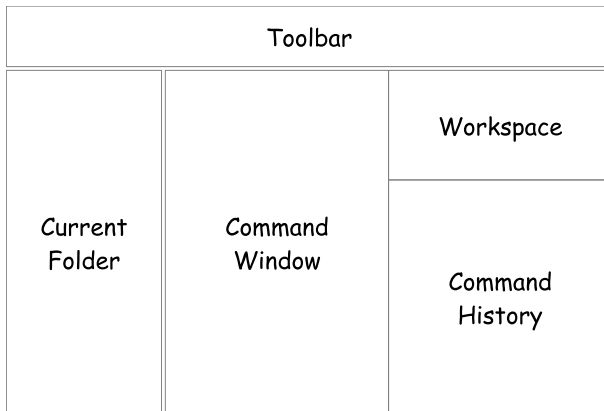 Toolbar
Current
Folder
Command
Window
Workspace
Command
History